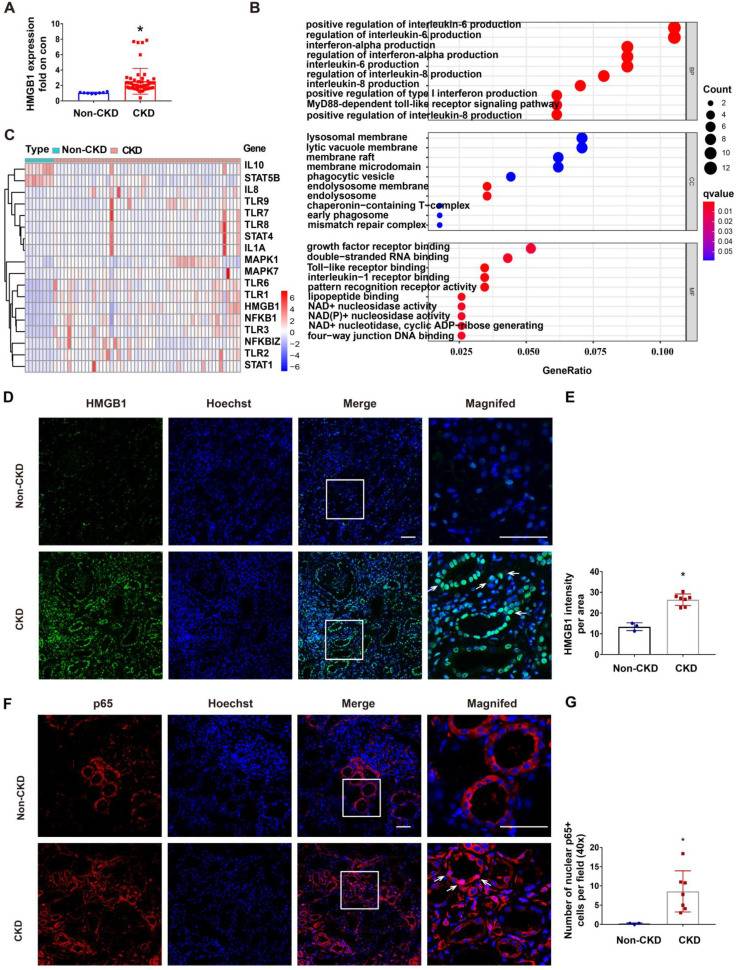 A
HMGB1 expression
fold on con
10
8
6
4
2
0
*
Non-CKD
CKD
B
positive regulation of interleukin-6 production
regulation of interleukin-6 production
interferon-alpha production
regulation of interferon-alpha production
interleukin-6 production
regulation of interleukin-8 production
interleukin-8 production
positive regulation of type I interferon production
MyD88-dependent toll-like receptor signaling pathway
positive regulation of interleukin-8 production
BP
lysosomal membrane
lytic vacuole membrane
membrane raft
membrane microdomain
phagocytic vesicle
endolysosome membrane
endolysosome
chaperonin-containing T-complex
early phagosome
mismatch repair complex
CC
growth factor receptor binding
double-stranded RNA binding
Toll-like receptor binding
interleukin-1 receptor binding
pattern recognition receptor activity
lipopeptide binding
NAD+ nucleosidase activity
NAD(P)+ nucleosidase activity
NAD+ nucleotidase, cyclic ADP-ribose generating
four-way junction DNA binding
MF
0.025
0.050
0.075
0.100
GeneRatio
Count
2
4
6
8
10
12
qvalue
0.01
0.02
0.03
0.04
0.05
C
Type
Non-CKD
CKD
Gene
IL10
STAT5B
IL8
TLR9
TLR7
TLR8
STAT4
IL1A
MAPK1
MAPK7
TLR6
TLR1
HMGB1
NFKB1
TLR3
NFKBIZ
TLR2
STAT1
6
4
2
0
-2
-4
-6
D
HMGB1
Hoechst
Merge
Magnifed
Non-CKD
CKD
E
HMGB1 intensity
per area
40
30
20
10
0
*
Non-CKD
CKD
F
p65
Hoechst
Merge
Magnifed
Non-CKD
CKD
G
Number of nuclear p65+
cells per field (40x)
20
15
10
5
0
*
Non-CKD
CKD